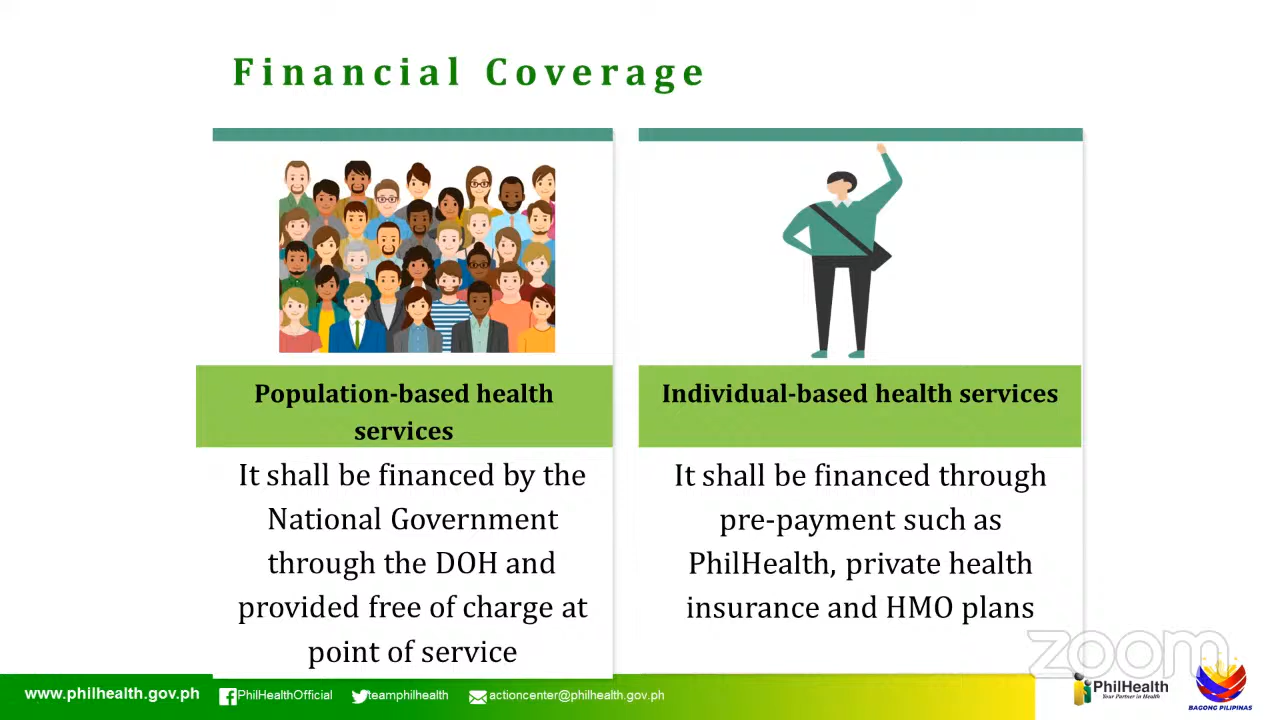 Financial Coverage
Population-based health
services
It shall be financed by the
National Government
through the DOH and
provided free of charge at
point of service
Individual-based health services
It shall be financed through
pre-payment such as
PhilHealth, private health
insurance and HMO plans
zoom
www.philhealth.gov.ph
PhilHealthOfficial
teamphilhealth
actioncenter@philhealth.gov.ph
PhilHealth
Your Partner in Health
BAGONG PILIPINAS